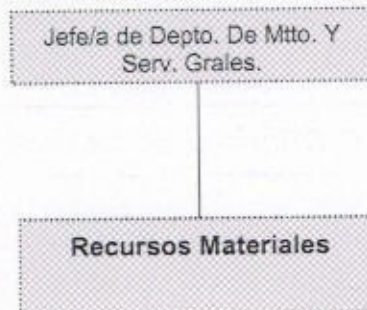 Jefe/a de Depto. De Mtto. Y
Serv. Grales.
Recursos Materiales